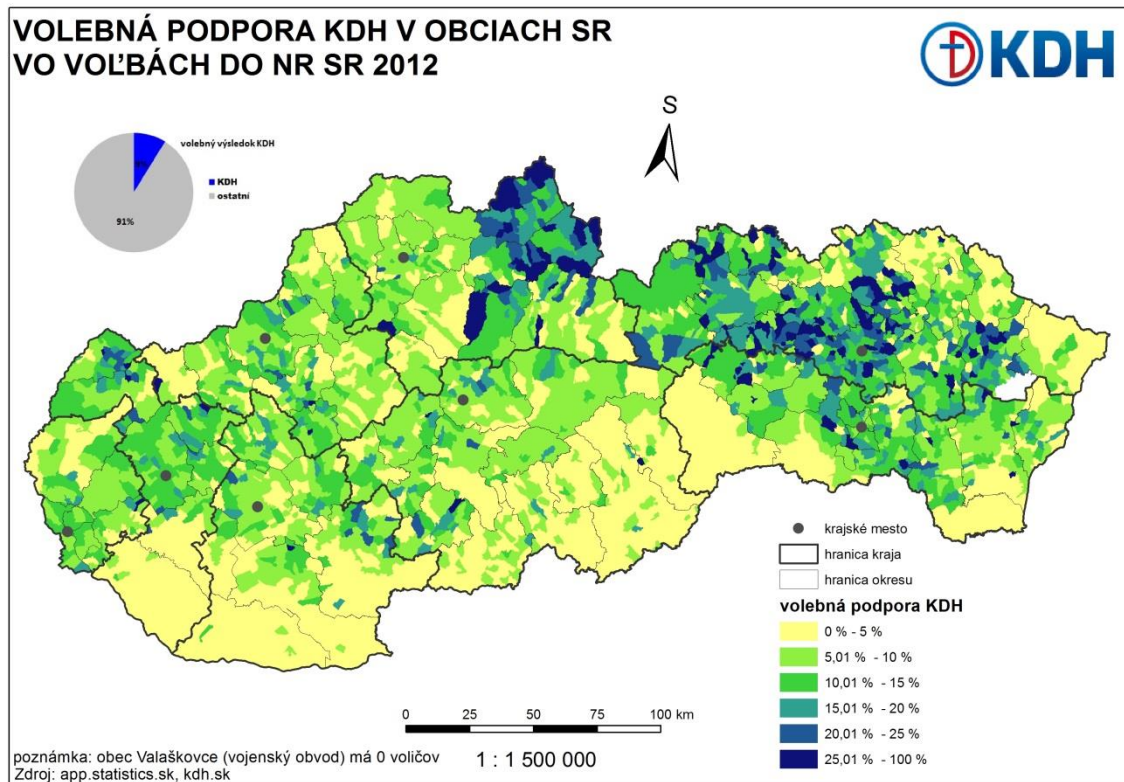 VOLEBNÁ PODPORA KDH V OBCIACH SR
VO VOĽBÁCH DO NR SR 2012
KDH
S
volebný výsledok KDH
9%
KDH
ostatní
91%
krajské mesto
hranica kraja
hranica okresu
volebná podpora KDH
0 % - 5 %
5,01 % - 10 %
10,01 % - 15 %
15,01 % - 20 %
20,01 % - 25 %
25,01 % - 100 %
0 25 50 75 100 km
1 : 1 500 000
poznámka: obec Valaškovce (vojenský obvod) má 0 voličov
Zdroj: app.statistics.sk, kdh.sk